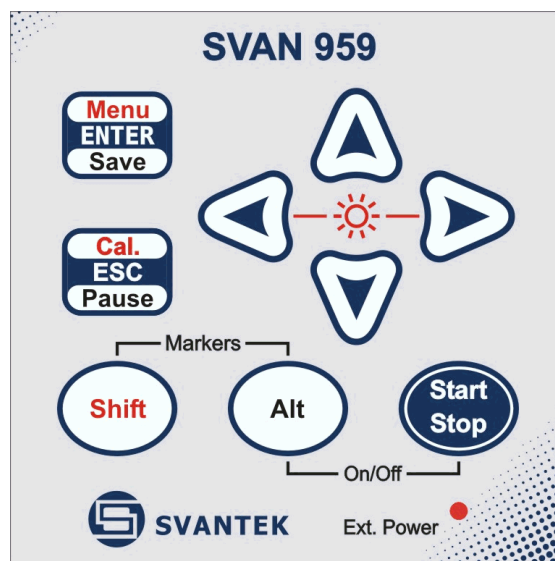 SVAN 959
Menu
ENTER
Save
Cal.
ESC
Pause
Markers
Shift
Alt
Start
Stop
On/Off
SVANTEK
Ext. Power